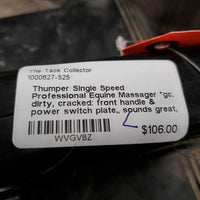 The Tack Collector
1000627-525
Thumper Single Speed
Professional Equine Massager *gc,
dirty, cracked: front handle &
power switch plate,, sounds great,
$106.00
WVGVBZ